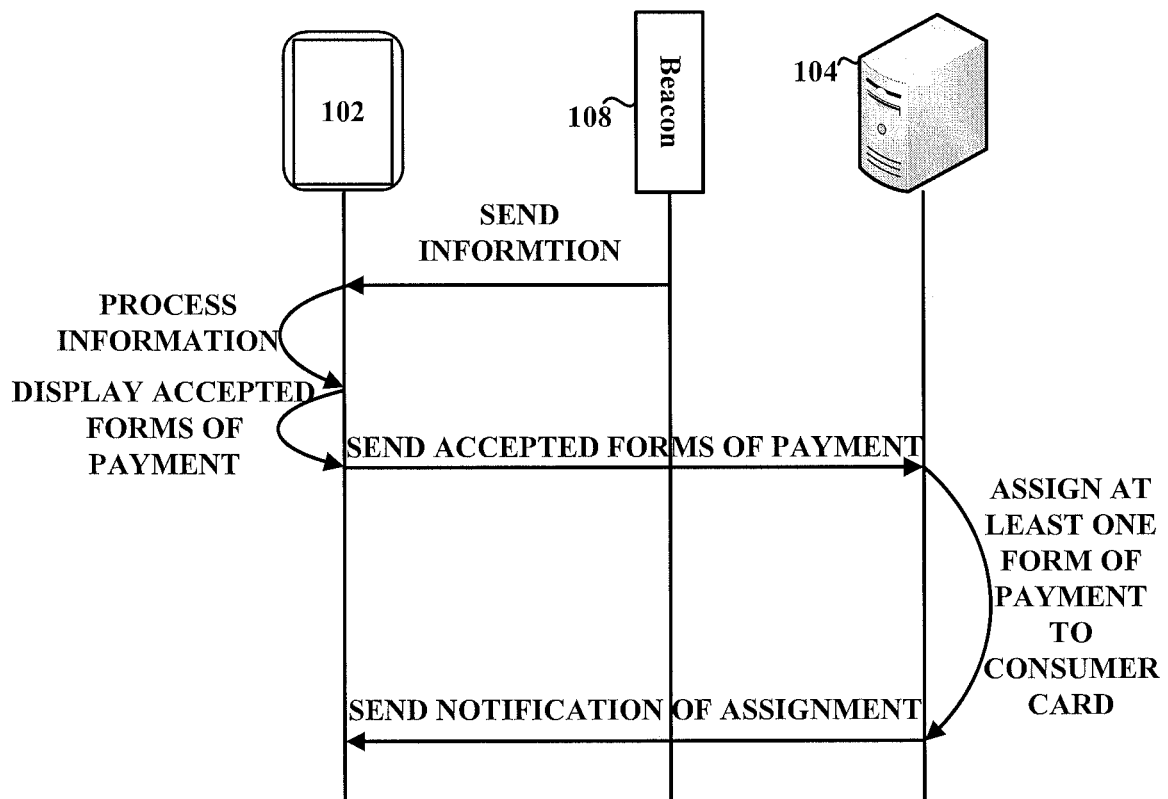 102
108
Beacon
104
SEND
INFORMTION
PROCESS
INFORMATION
DISPLAY ACCEPTED
FORMS OF
PAYMENT
SEND ACCEPTED FORMS OF PAYMENT
ASSIGN AT
LEAST ONE
FORM OF
PAYMENT
TO
CONSUMER
CARD
SEND NOTIFICATION OF ASSIGNMENT